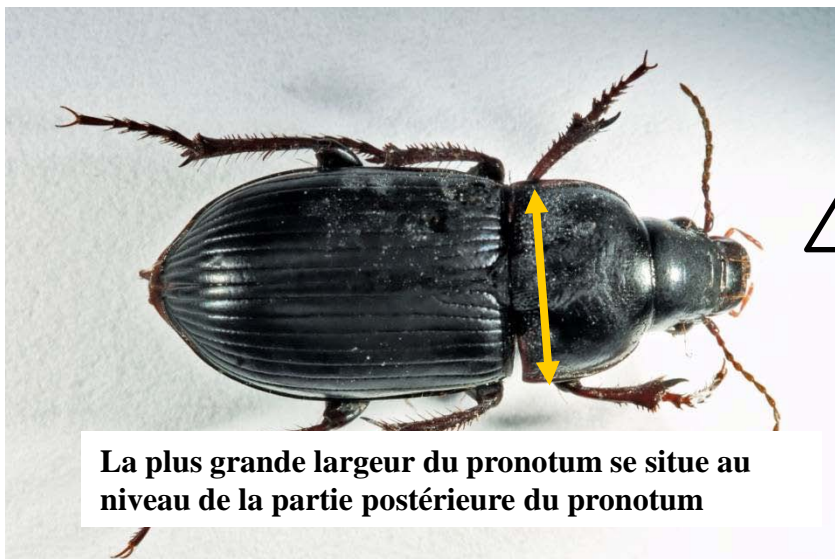 La plus grande largeur du pronotum se situe au
niveau de la partie postérieure du pronotum